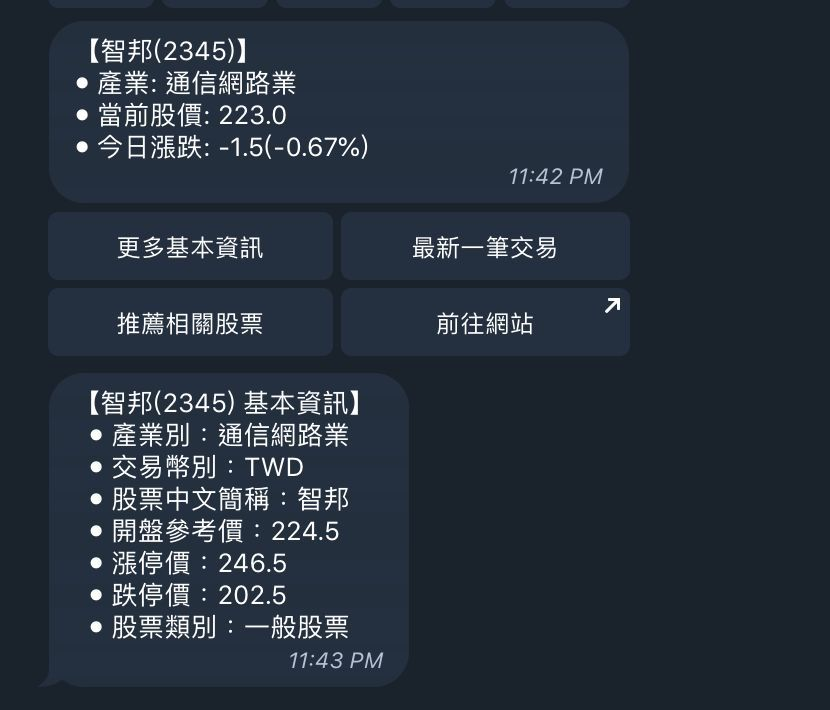 【智邦(2345)】
• 產業: 通信網路業
• 當前股價: 223.0
• 今日漲跌: -1.5(-0.67%)
11:42 PM
更多基本資訊
最新一筆交易
推薦相關股票
前往網站
【智邦(2345) 基本資訊】
• 產業別：通信網路業
• 交易幣別：TWD
• 股票中文簡稱：智邦
• 開盤參考價：224.5
• 漲停價：246.5
• 跌停價：202.5
• 股票類別：一般股票
11:43 PM